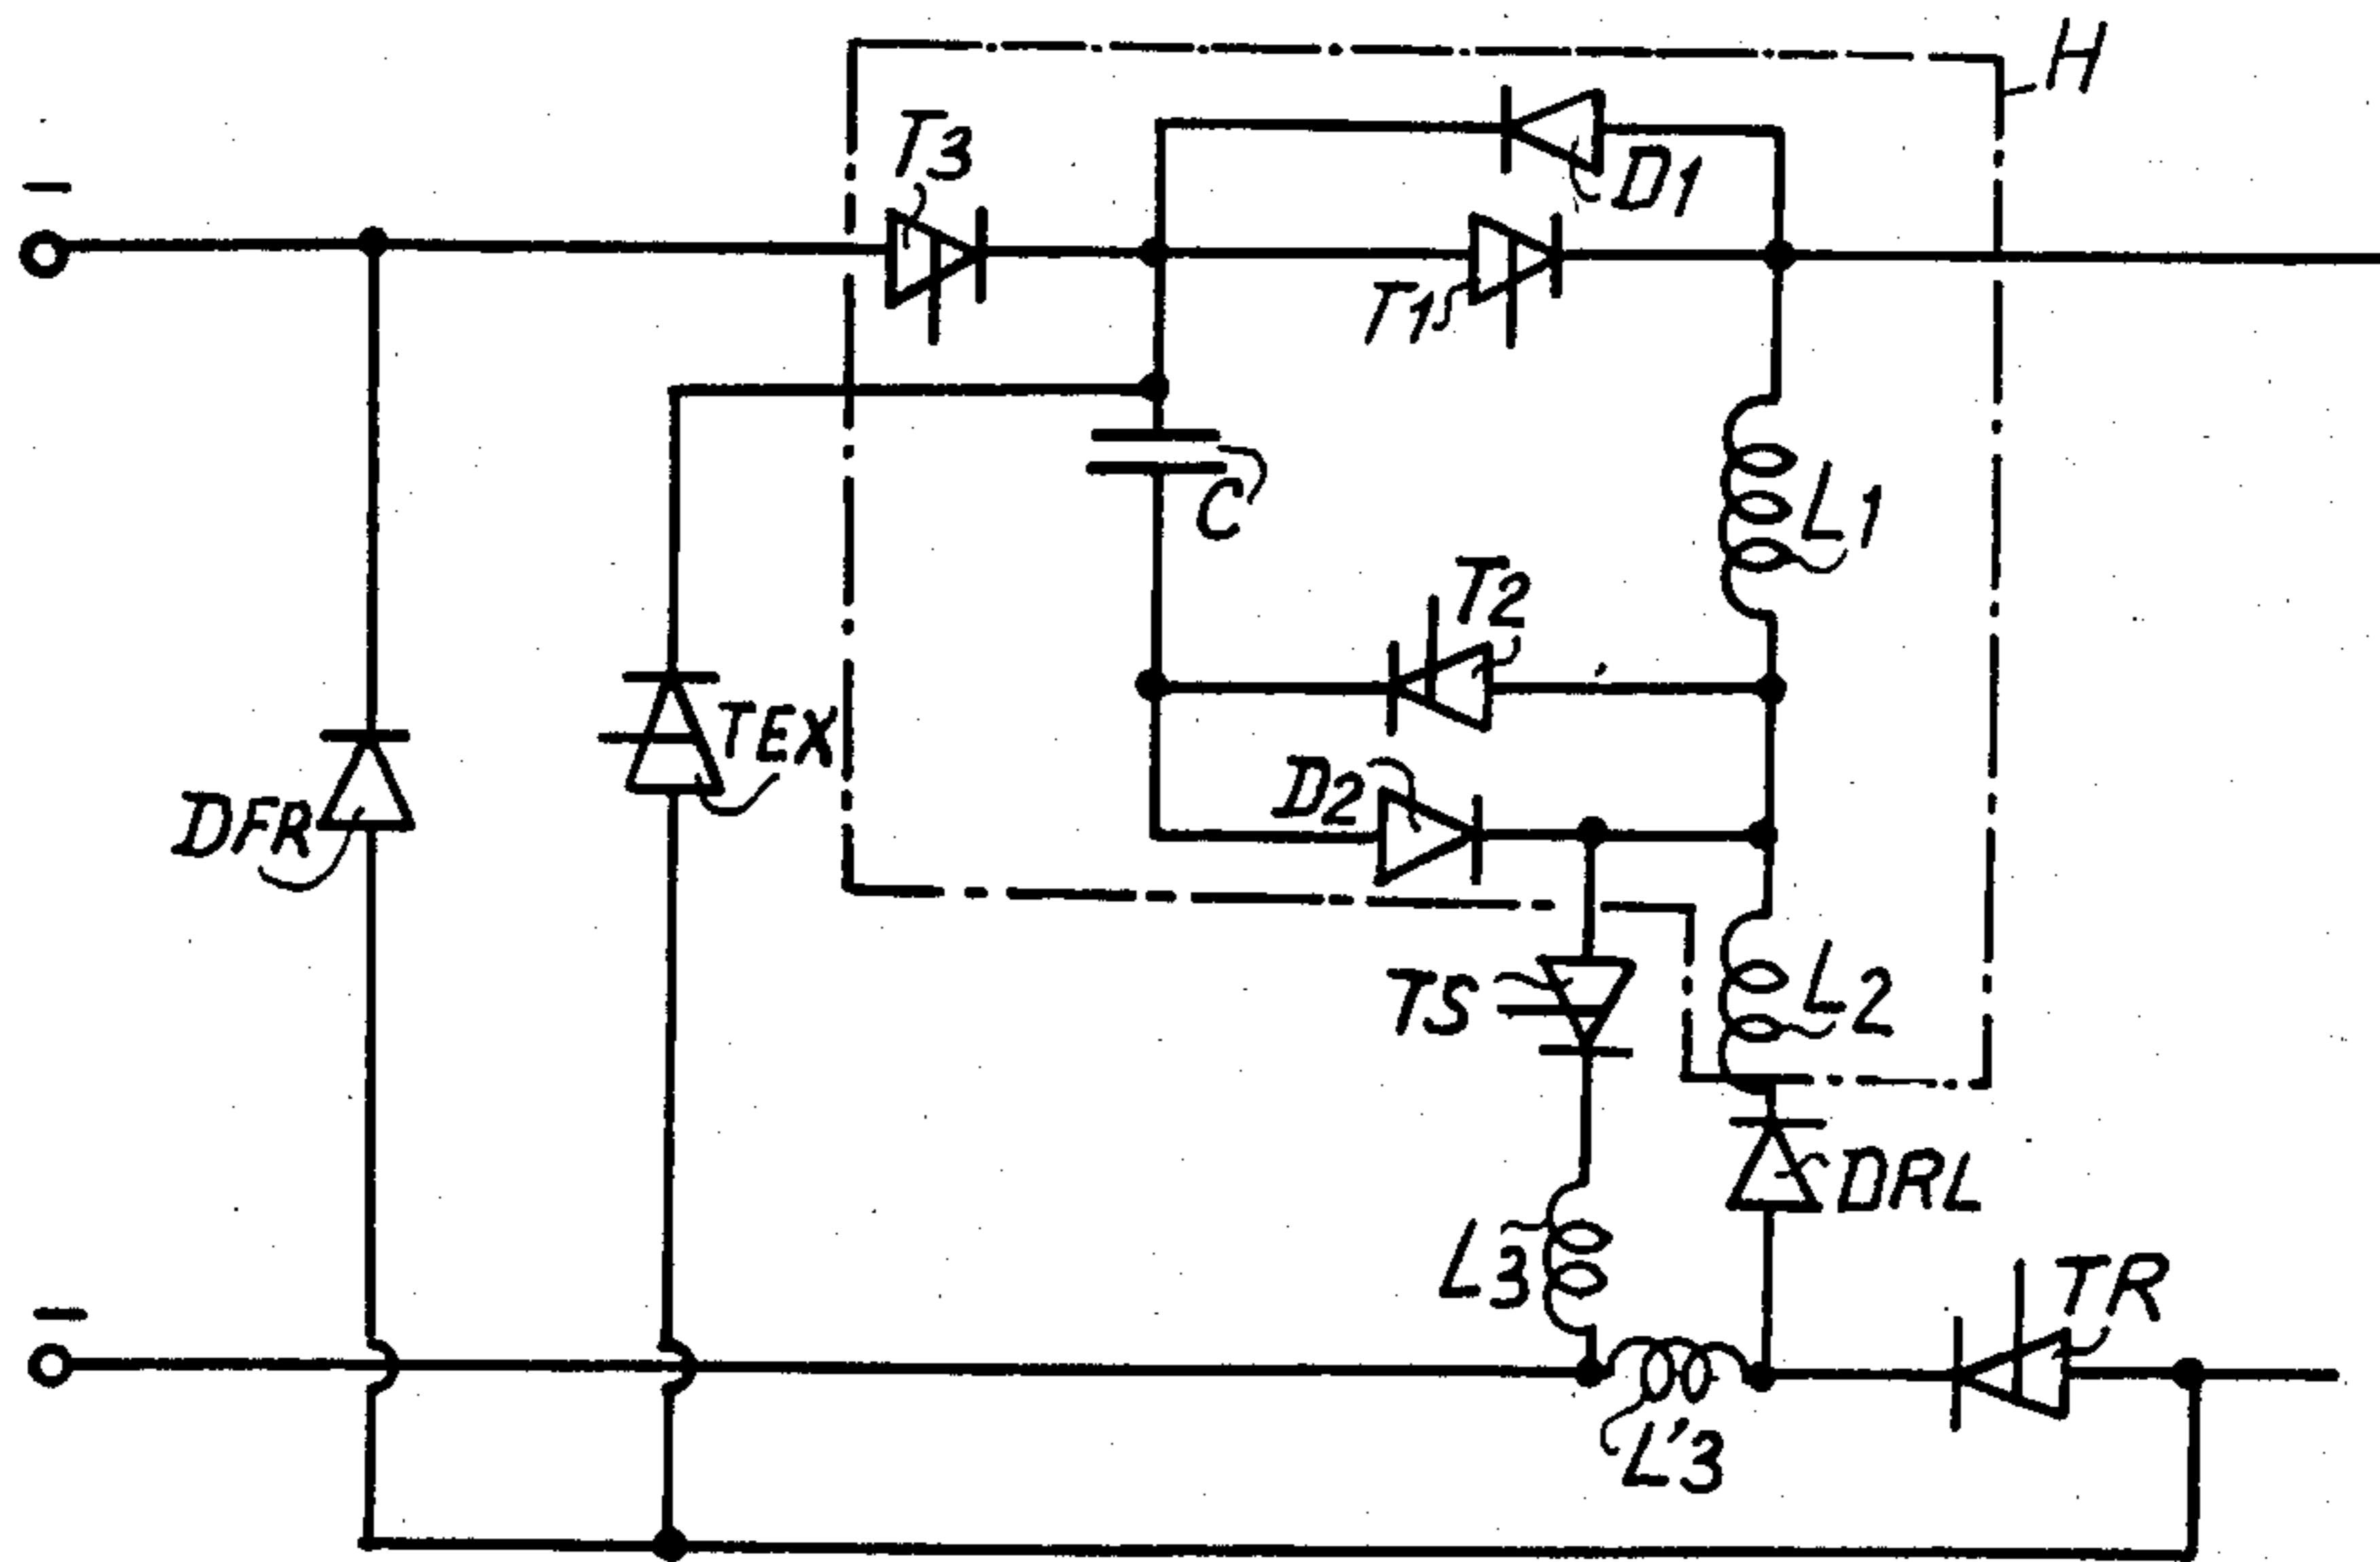 H
T3
D1
–
T1
L1
C
T2
TEX
D2
DFR
TS
L2
DRL
L3
TR
–
L'3